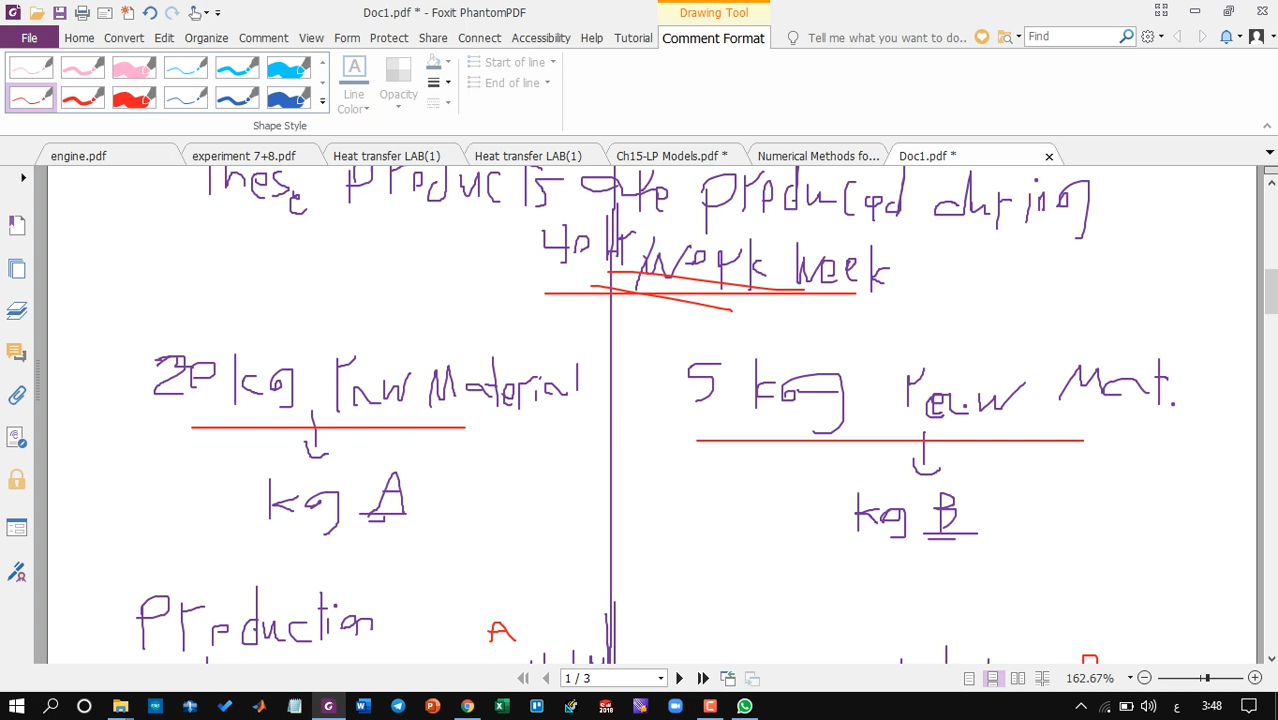 Doc1.pdf * - Foxit PhantomPDF
Drawing Tool
File Home Convert Edit Organize Comment View Form Protect Share Connect Accessibility Help Tutorial Comment Format Tell me what you want to do.. Find
Line Color Opacity
Start of line
End of line
Shape Style
engine.pdf experiment 7+8.pdf Heat transfer LAB(1) Heat transfer LAB(1) Ch15-LP Models.pdf * Numerical Methods fo... Doc1.pdf *
These products are produced during
40 hr/work week
20 kg raw Material
5 kg raw Mat.
kg A
kg B
Production
A
1 / 3
162.67%
3:48